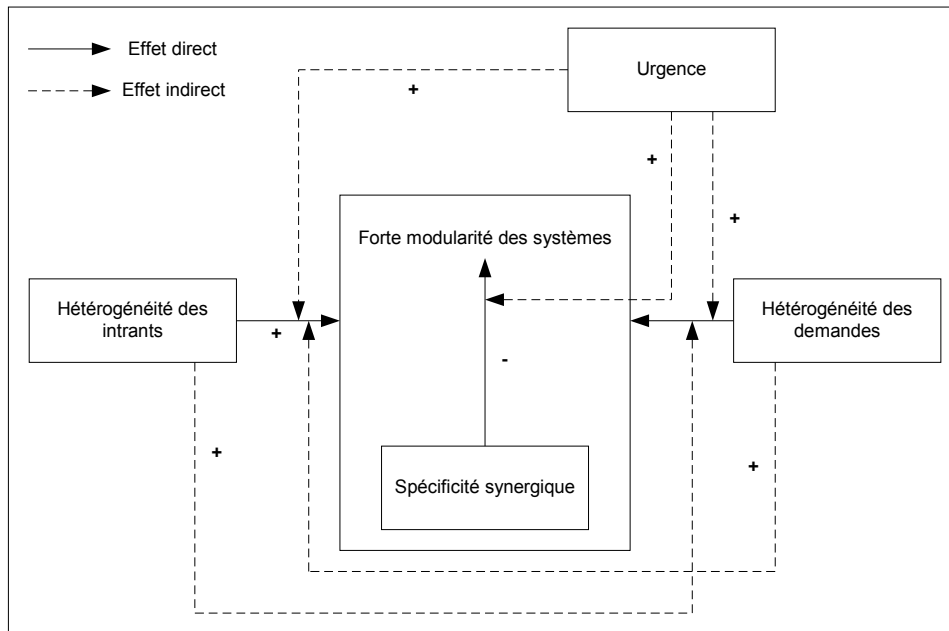 Effet direct
Effet indirect
Urgence
+
+
+
Forte modularité des systèmes
Hétérogénéité des
intrants
+
Hétérogénéité des
demandes
-
+
+
Spécificité synergique